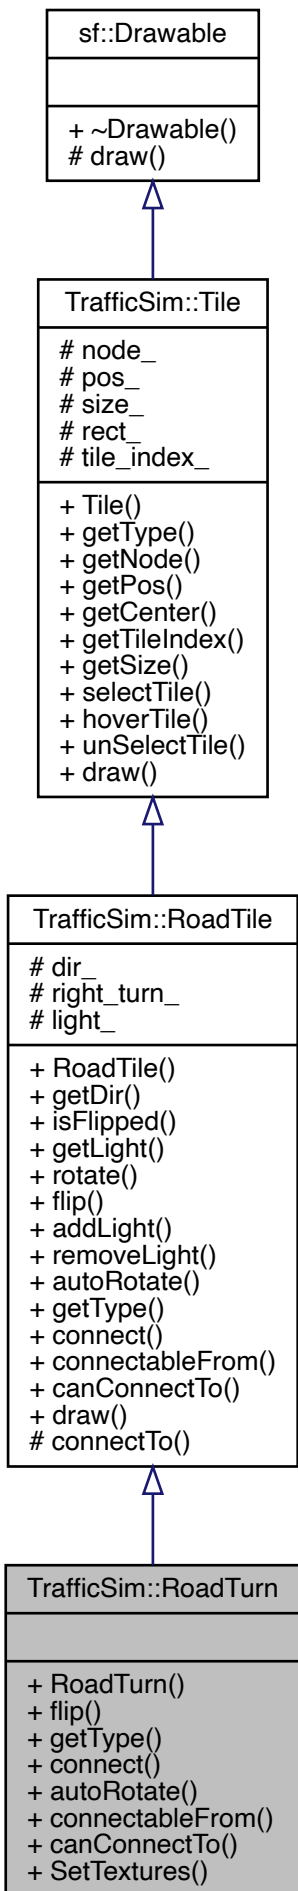 sf::Drawable
+ ~Drawable()
# draw()
TrafficSim::Tile
# node_
# pos_
# size_
# rect_
# tile_index_
+ Tile()
+ getType()
+ getNode()
+ getPos()
+ getCenter()
+ getTileIndex()
+ getSize()
+ selectTile()
+ hoverTile()
+ unSelectTile()
+ draw()
TrafficSim::RoadTile
# dir_
# right_turn_
# light_
+ RoadTile()
+ getDir()
+ isFlipped()
+ getLight()
+ rotate()
+ flip()
+ addLight()
+ removeLight()
+ autoRotate()
+ getType()
+ connect()
+ connectableFrom()
+ canConnectTo()
+ draw()
# connectTo()
TrafficSim::RoadTurn
+ RoadTurn()
+ flip()
+ getType()
+ connect()
+ autoRotate()
+ connectableFrom()
+ canConnectTo()
+ SetTextures()